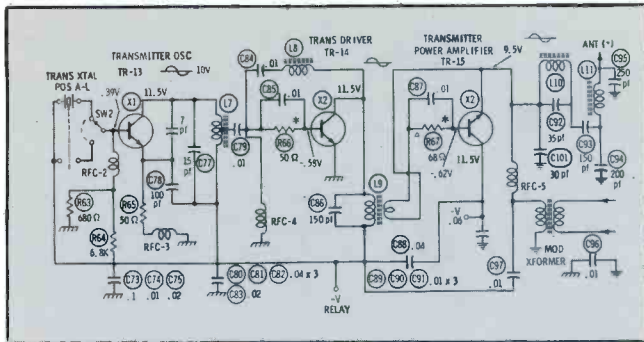 TRANS XTAL
POS A-L
SW2
.39V
X1
TRANSMITTER OSC
TR-13
10V
11.5V
7
pf
15
pf
C77
C78
100
pf
RFC-2
R63
680 Ω
R64
6.8K
R65
50 Ω
RFC-3
C73
.1
C74
.01
C75
.02
L7
C79
.01
C80
C81
C82
.04 x 3
C83
.02
C84
.01
L8
TRANS DRIVER
TR-14
C85
.01
*
R66
50 Ω
-.55V
X2
11.5V
RFC-4
C86
150 pf
L9
-V
RELAY
TRANSMITTER
POWER AMPLIFIER
TR-15
9.5V
C87
.01
*
R67
68 Ω
-.62V
X2
11.5V
-V
.06
C88
.04
C89
C90
C91
.01 x 3
RFC-5
C97
.01
L10
C92
35 pf
C101
30 pf
C93
150
pf
L11
ANT (*)
C95
250
pf
C94
200
pf
MOD
XFORMER
C96
.01